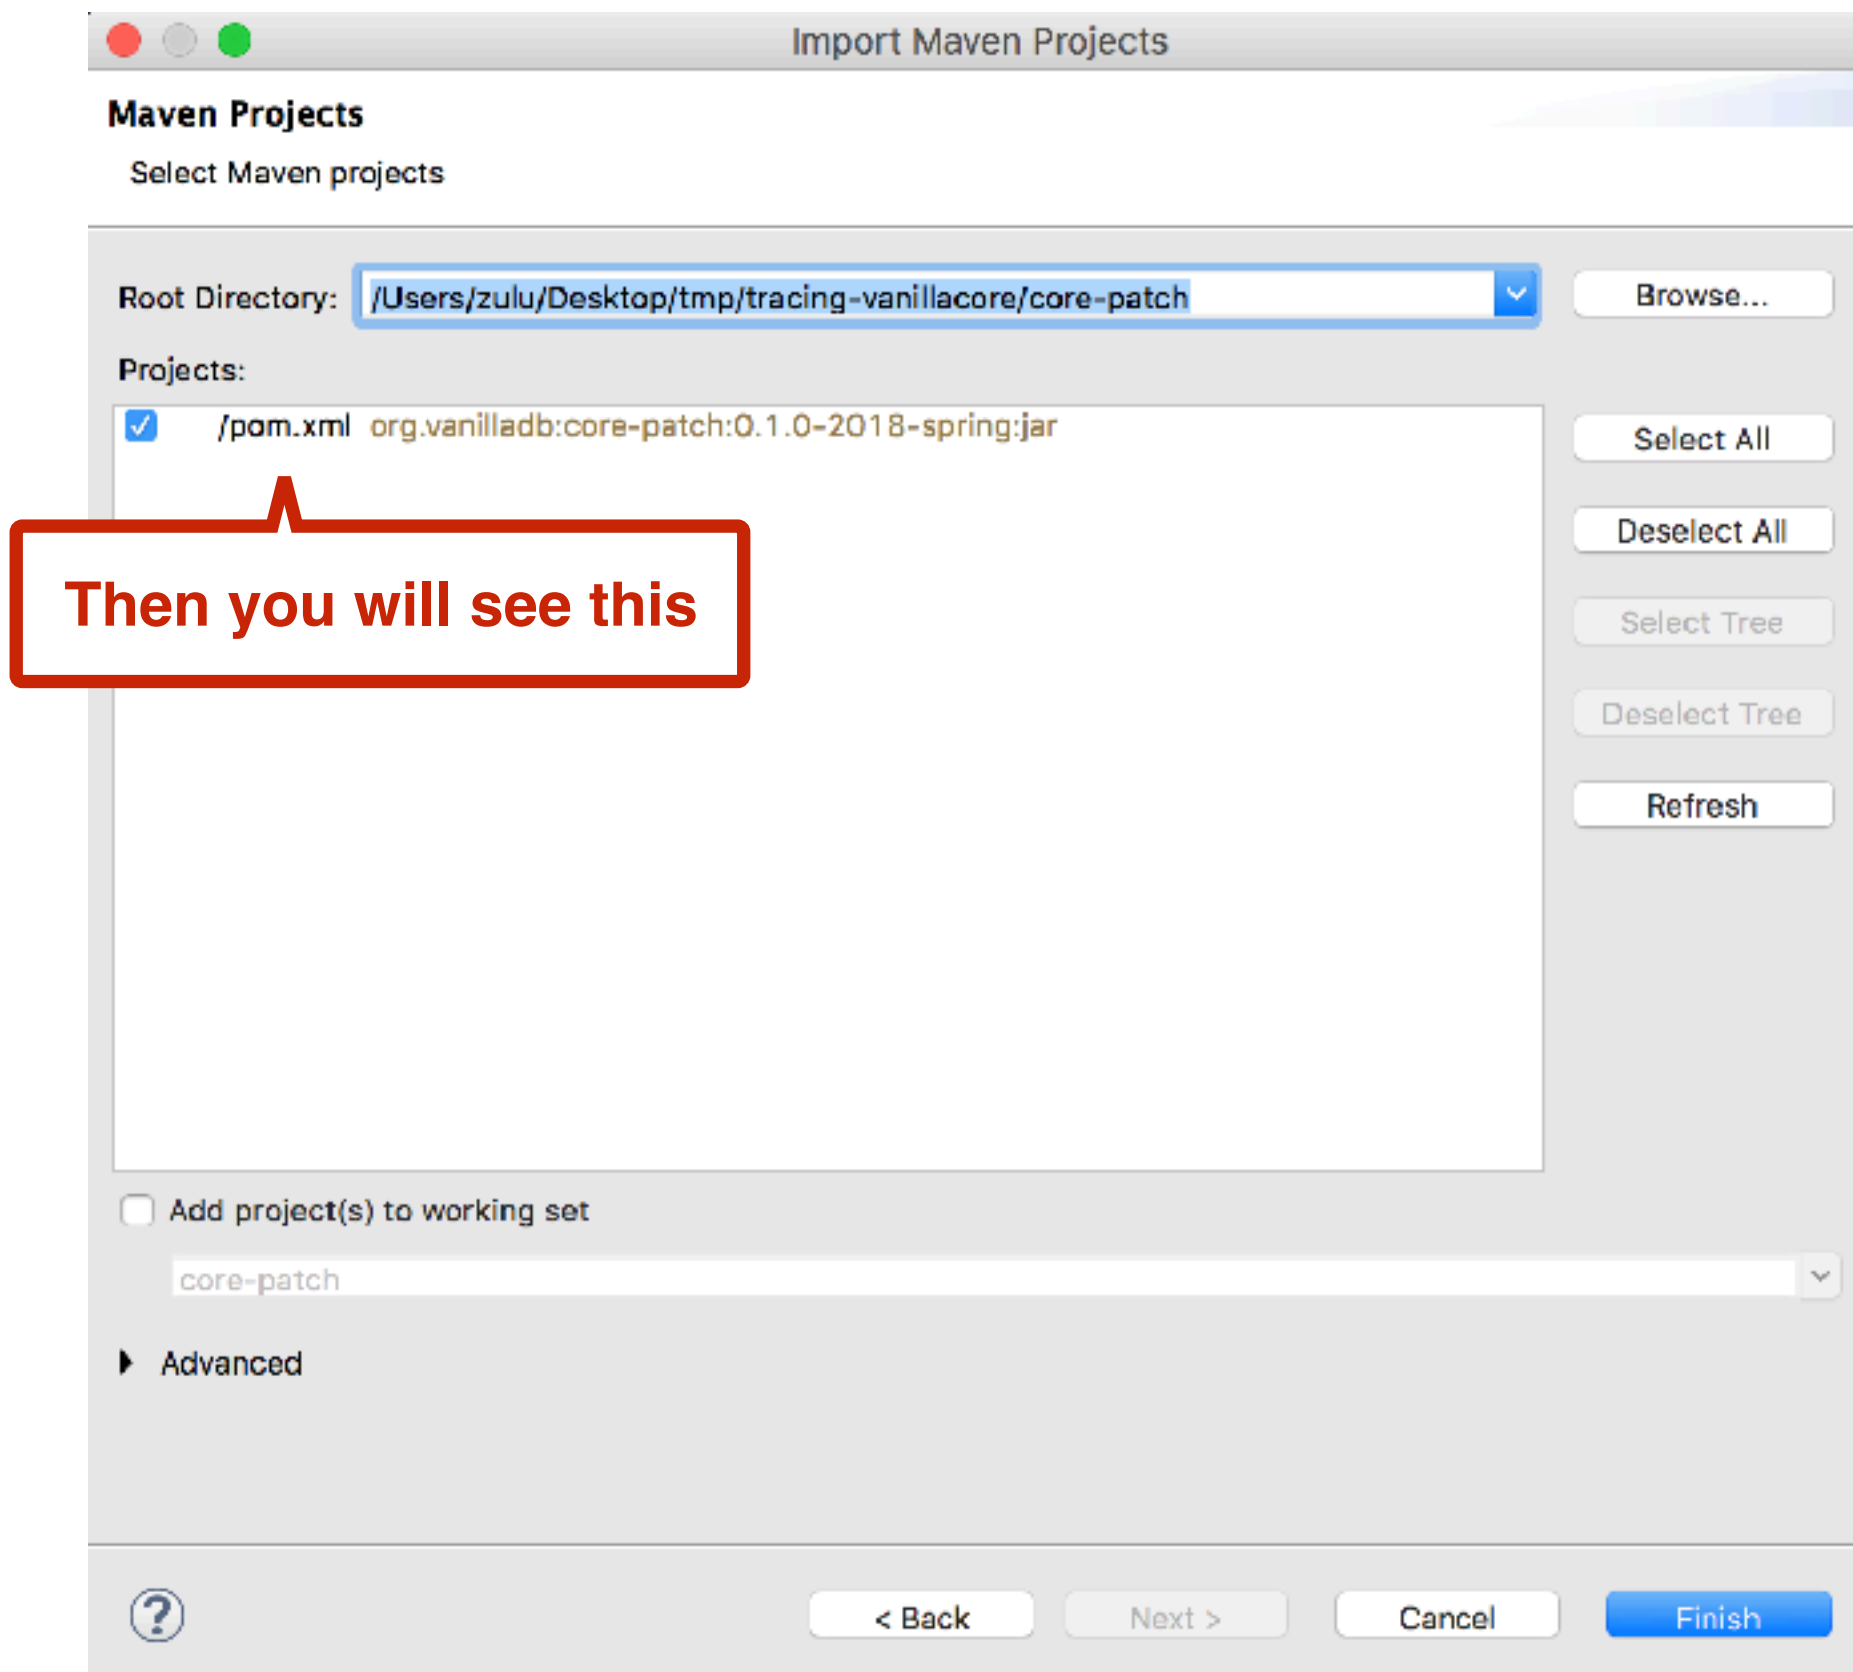 Import Maven Projects
Maven Projects
Select Maven projects
Root Directory: /Users/zulu/Desktop/tmp/tracing-vanillacore/core-patch Browse...
Projects:
/pom.xml org.vanilladb:core-patch:0.1.0-2018-spring:jar
Select All
Deselect All
Then you will see this
Select Tree
Deselect Tree
Refresh
Add project(s) to working set
core-patch
Advanced
? < Back Next > Cancel Finish